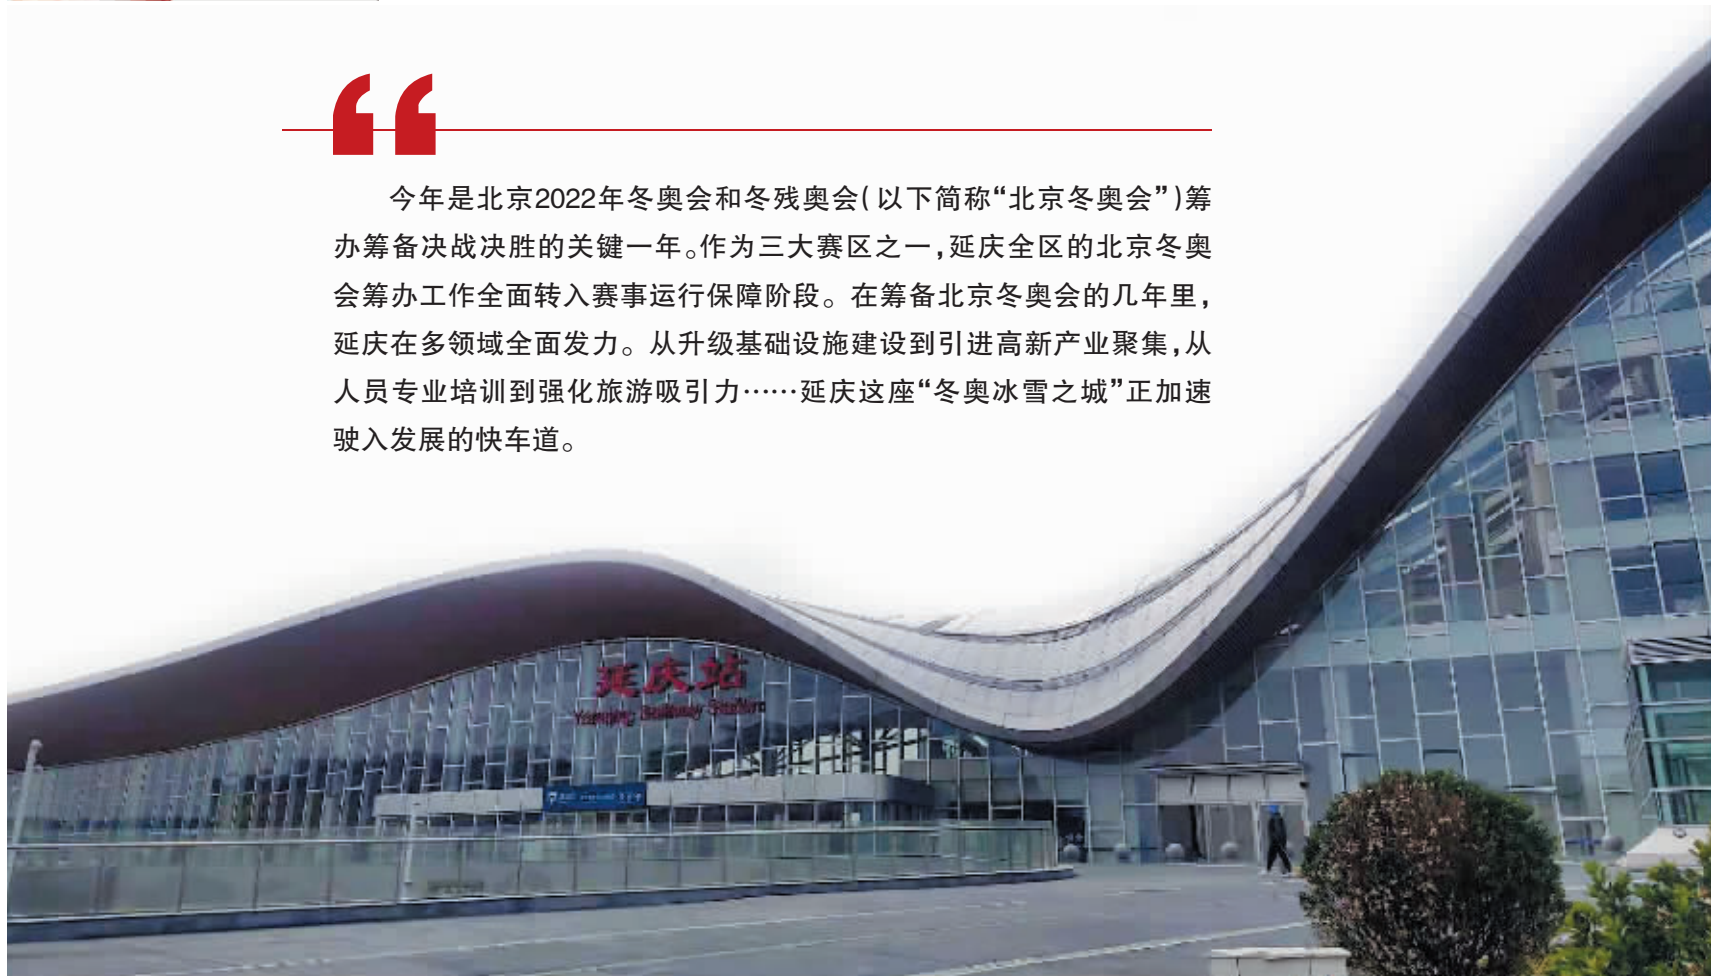 今年是北京2022年冬奥会和冬残奥会(以下简称“北京冬奥会”)筹
办筹备决战决胜的关键一年。作为三大赛区之一,延庆全区的北京冬奥
会筹办工作全面转入赛事运行保障阶段。在筹备北京冬奥会的几年里,
延庆在多领域全面发力。从升级基础设施建设到引进高新产业聚集,从
人员专业培训到强化旅游吸引力……延庆这座“冬奥冰雪之城”正加速
驶入发展的快车道。
延庆站
Yanqing Railway Station